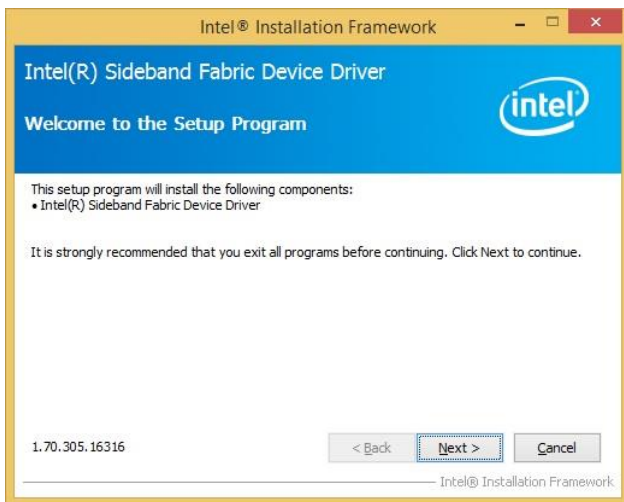 Intel® Installation Framework
Intel(R) Sideband Fabric Device Driver
Welcome to the Setup Program
intel
This setup program will install the following components:
• Intel(R) Sideband Fabric Device Driver
It is strongly recommended that you exit all programs before continuing. Click Next to continue.
1.70.305.16316
< Back Next > Cancel
Intel® Installation Framework